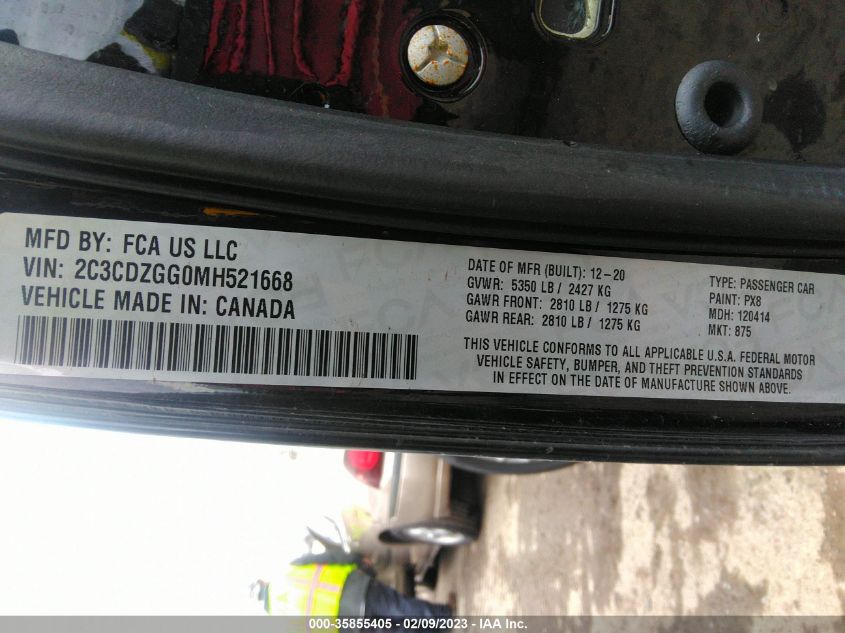 MFD BY: FCA US LLC
VIN: 2C3CDZGG0MH521668
VEHICLE MADE IN: CANADA
DATE OF MFR (BUILT): 12-20
GVWR: 5350 LB / 2427 KG
GAWR FRONT: 2810 LB / 1275 KG
GAWR REAR: 2810 LB / 1275 KG
TYPE: PASSENGER CAR
PAINT: PX8
MDH: 120414
MKT: 875
THIS VEHICLE CONFORMS TO ALL APPLICABLE U.S.A. FEDERAL MOTOR
VEHICLE SAFETY, BUMPER, AND THEFT PREVENTION STANDARDS
IN EFFECT ON THE DATE OF MANUFACTURE SHOWN ABOVE.
000-35855405 - 02/09/2023 - IAA Inc.